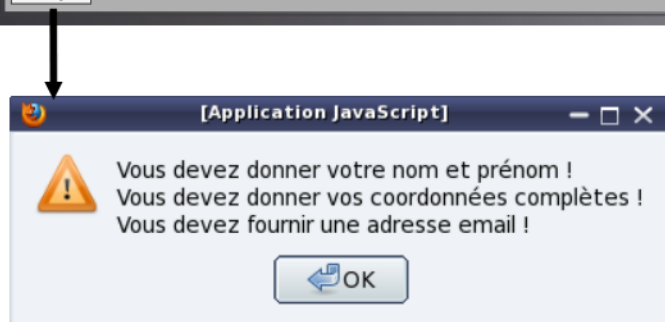 [Application JavaScript]
Vous devez donner votre nom et prénom !
Vous devez donner vos coordonnées complètes !
Vous devez fournir une adresse email !
OK